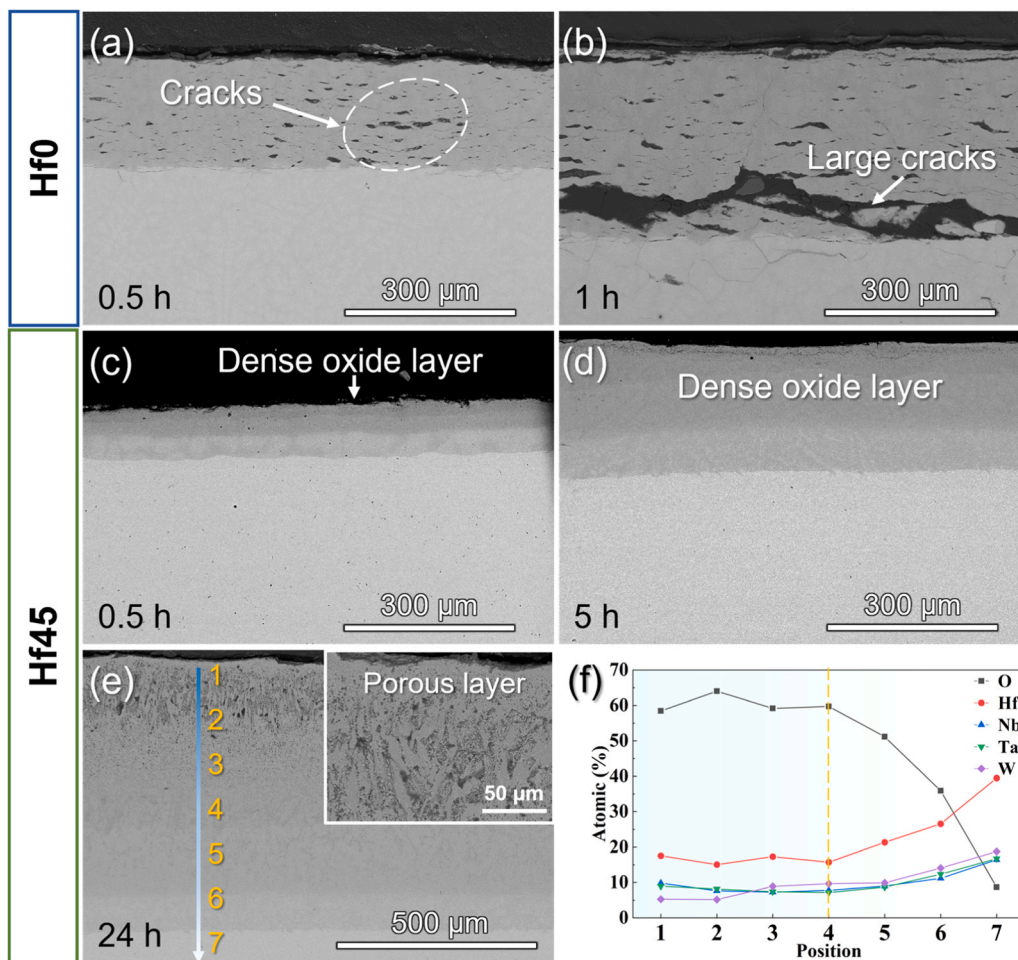 Hf0
(a)
Cracks
0.5 h
300 μm
(b)
Large cracks
1 h
300 μm
Hf45
(c)
Dense oxide layer
0.5 h
300 μm
(d)
Dense oxide layer
5 h
300 μm
(e)
1
2
3
4
5
6
7
Porous layer
50 μm
24 h
500 μm
(f)
70
60
50
40
30
20
10
0
Atomic (%)
O
Hf
Nb
Ta
W
1 2 3 4 5 6 7
Position